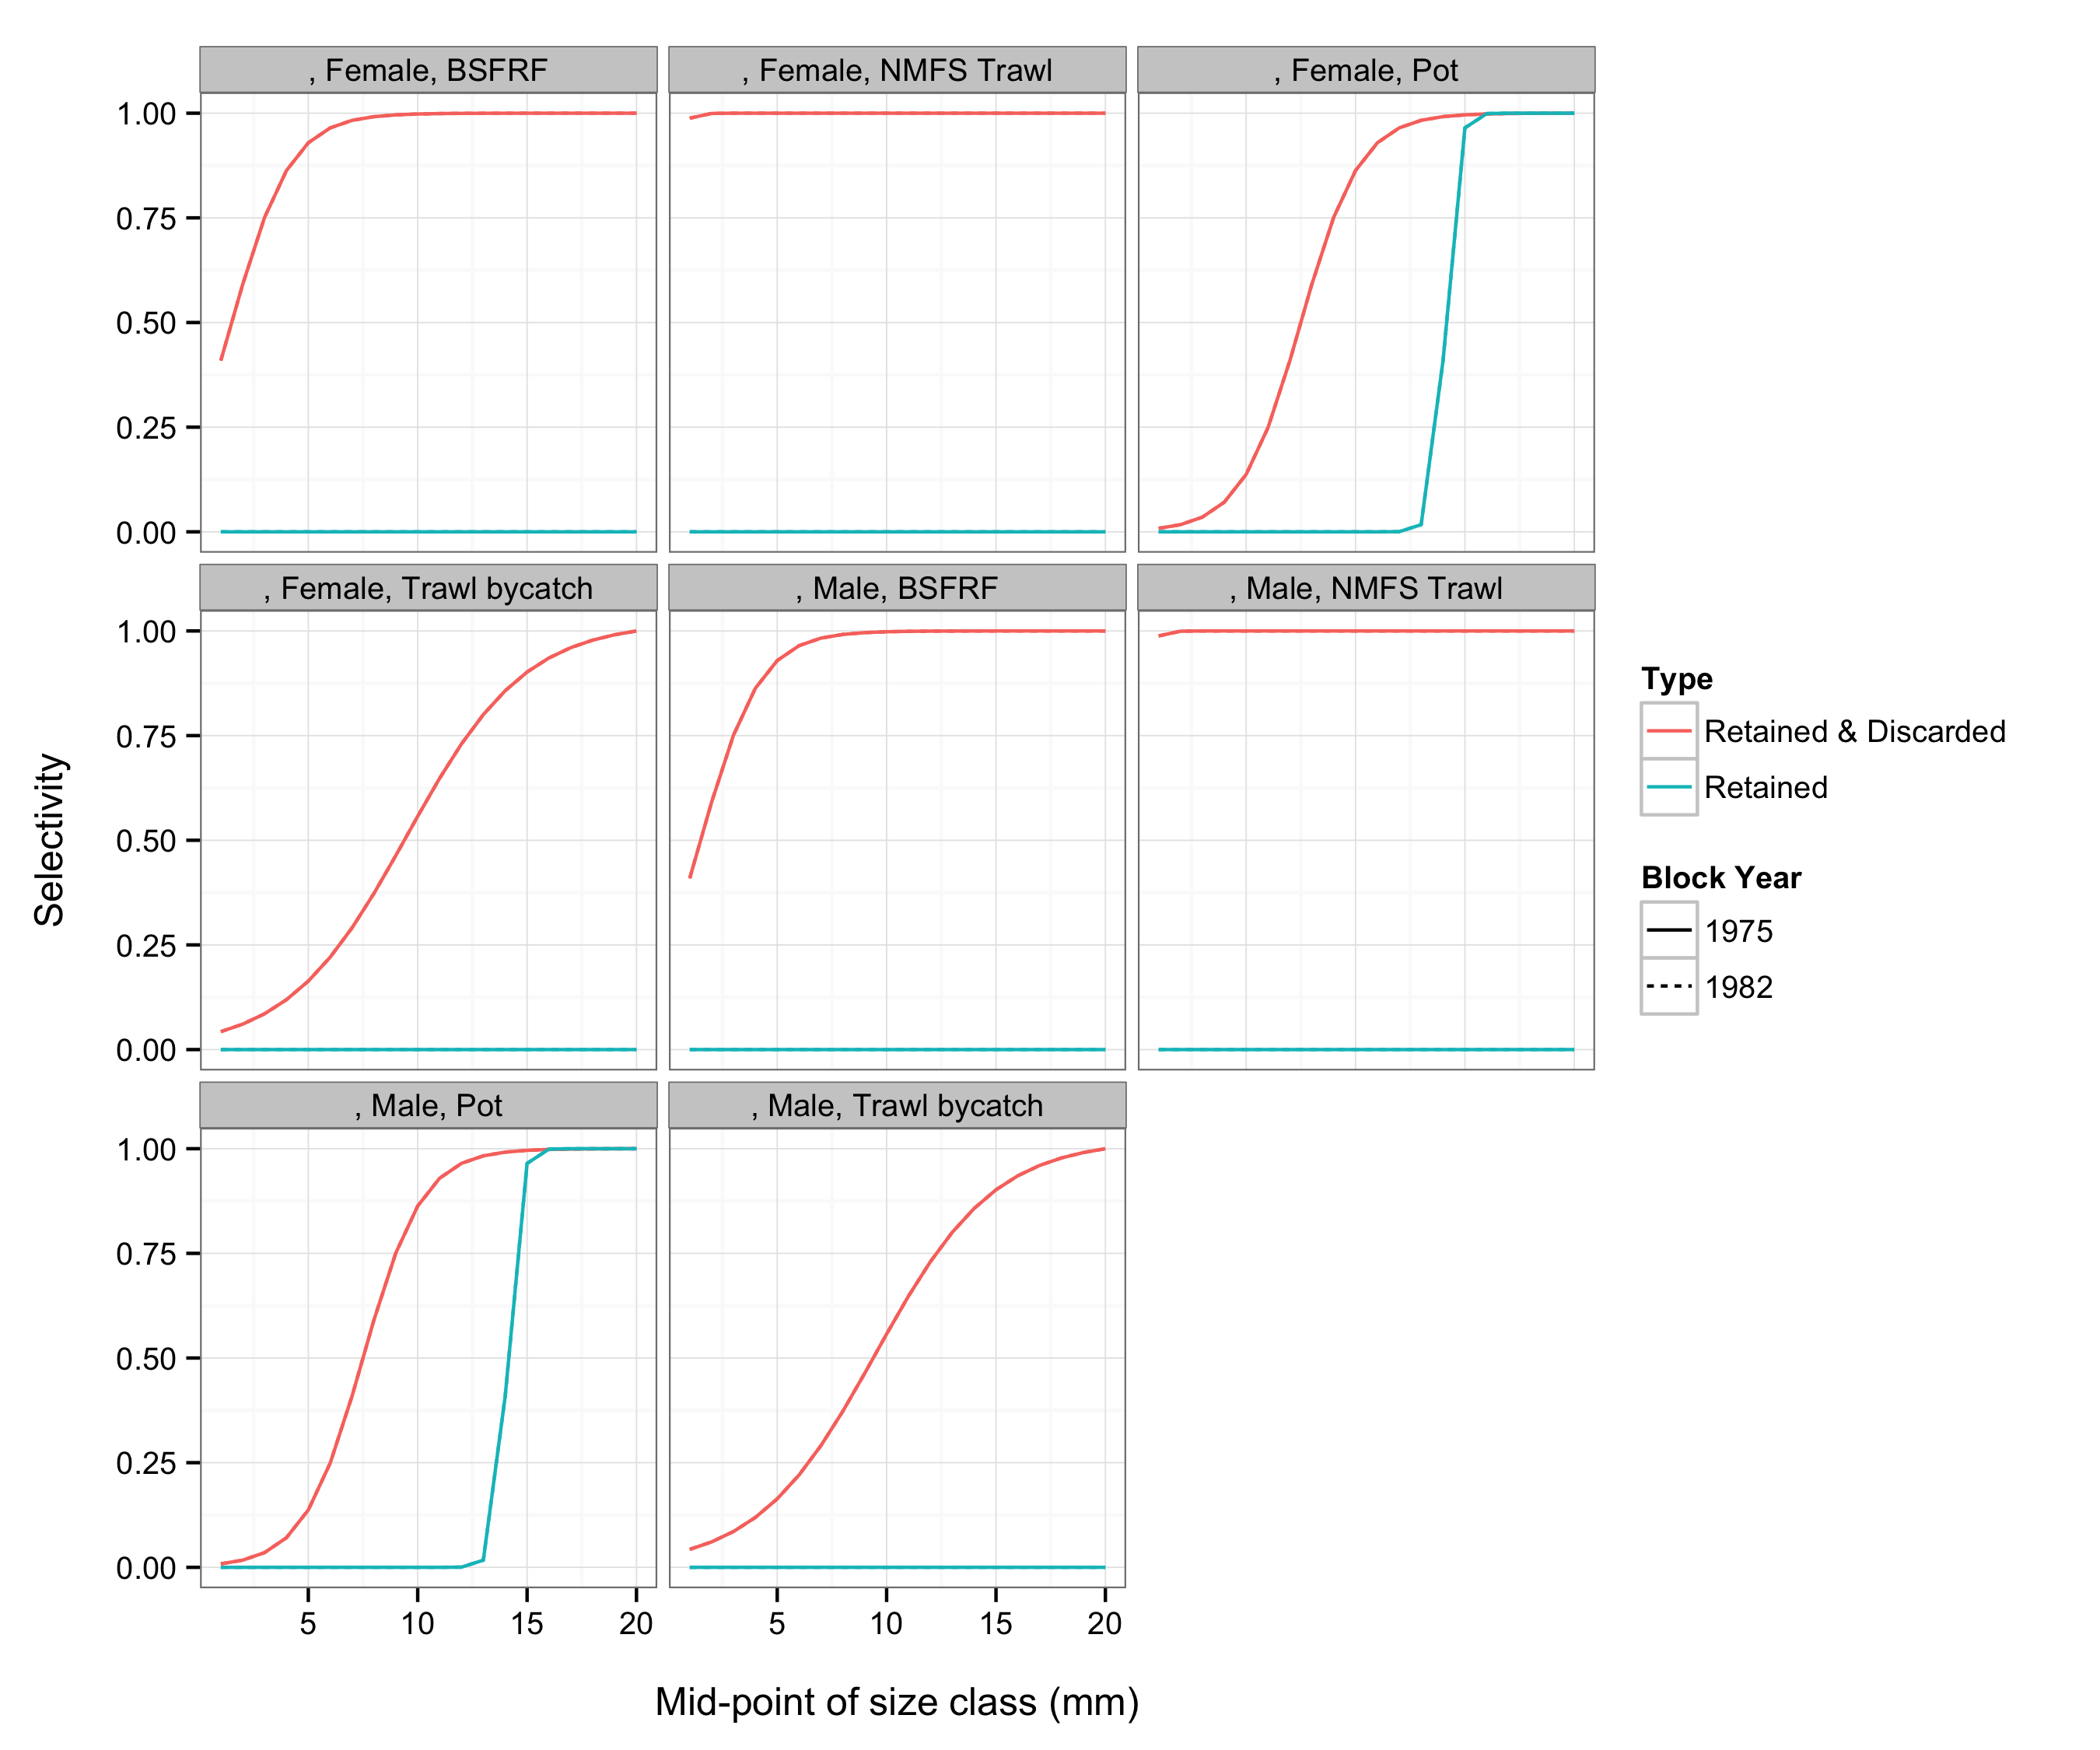 , Female, BSFRF
, Female, NMFS Trawl
, Female, Pot
1.00
0.75
0.50
0.25
0.00
, Female, Trawl bycatch
, Male, BSFRF
, Male, NMFS Trawl
1.00
0.75
0.50
0.25
0.00
, Male, Pot
, Male, Trawl bycatch
1.00
0.75
0.50
0.25
0.00
5 10 15 20
5 10 15 20
Selectivity
Mid-point of size class (mm)
Type
Retained & Discarded
Retained
Block Year
1975
1982